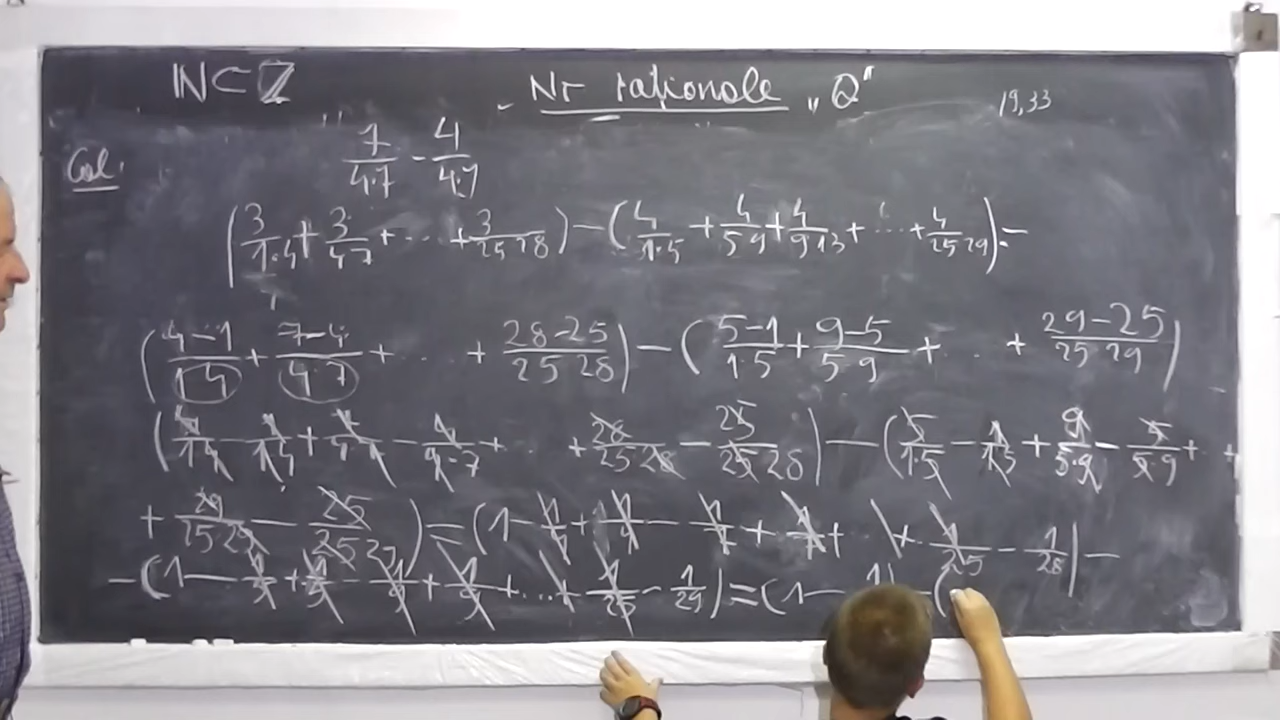 ℕ ⊂ ℤ
Nr raționale „Q"
19,33
Cal.
7/(4·7) - 4/(4·7)
(3/(1·4) + 3/(4·7) + ... + 3/(25·28)) - (4/(1·5) + 4/(5·9) + 4/(9·13) + ... + 4/(25·29)) =
((4-1)/(1·4) + (7-4)/(4·7) + ... + (28-25)/(25·28)) - ((5-1)/(1·5) + (9-5)/(5·9) + ... + (29-25)/(25·29))
(4/(1·4) - 1/(1·4) + 7/(4·7) - 4/(4·7) + ... + 28/(25·28) - 25/(25·28)) - (5/(1·5) - 1/(1·5) + 9/(5·9) - 5/(5·9) + ... +
+ 29/(25·29) - 25/(25·29)) = (1 - 1/4 + 1/4 - 1/7 + 1/7 + ... + 1/25 - 1/28) -
-(1 - 1/5 + 1/5 - 1/9 + 1/9 + ... + 1/25 - 1/29) = (1 - 1